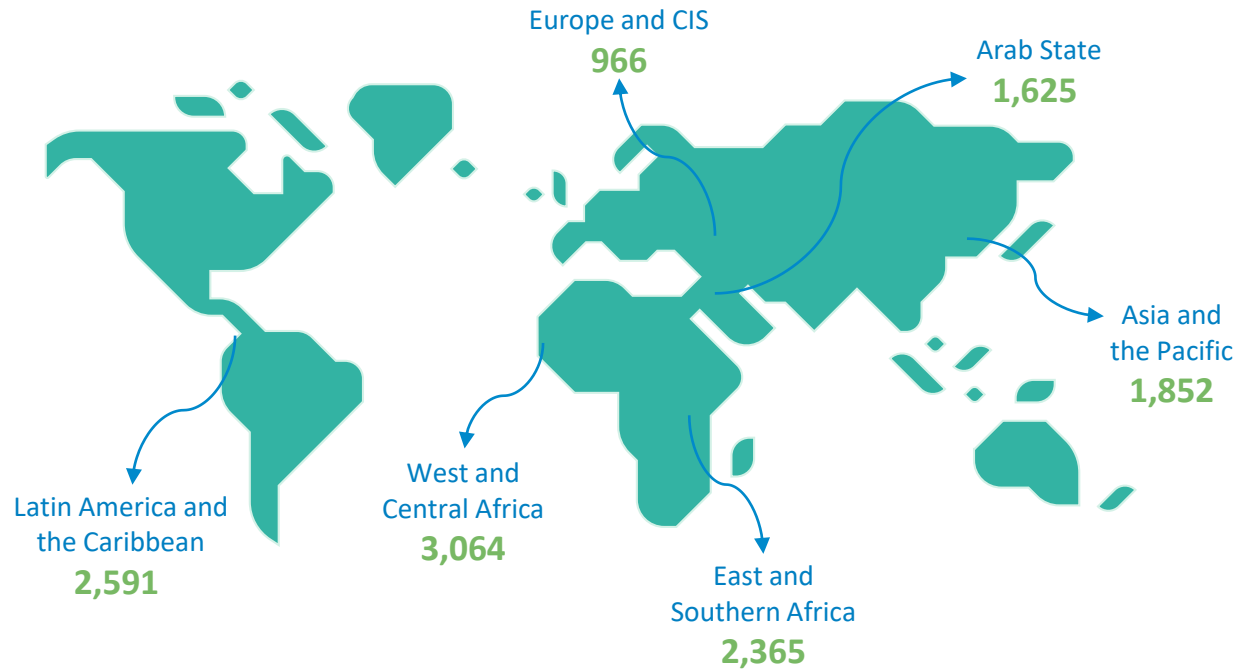 Europe and CIS
966
Arab State
1,625
Asia and
the Pacific
1,852
West and
Central Africa
3,064
Latin America and
the Caribbean
2,591
East and
Southern Africa
2,365